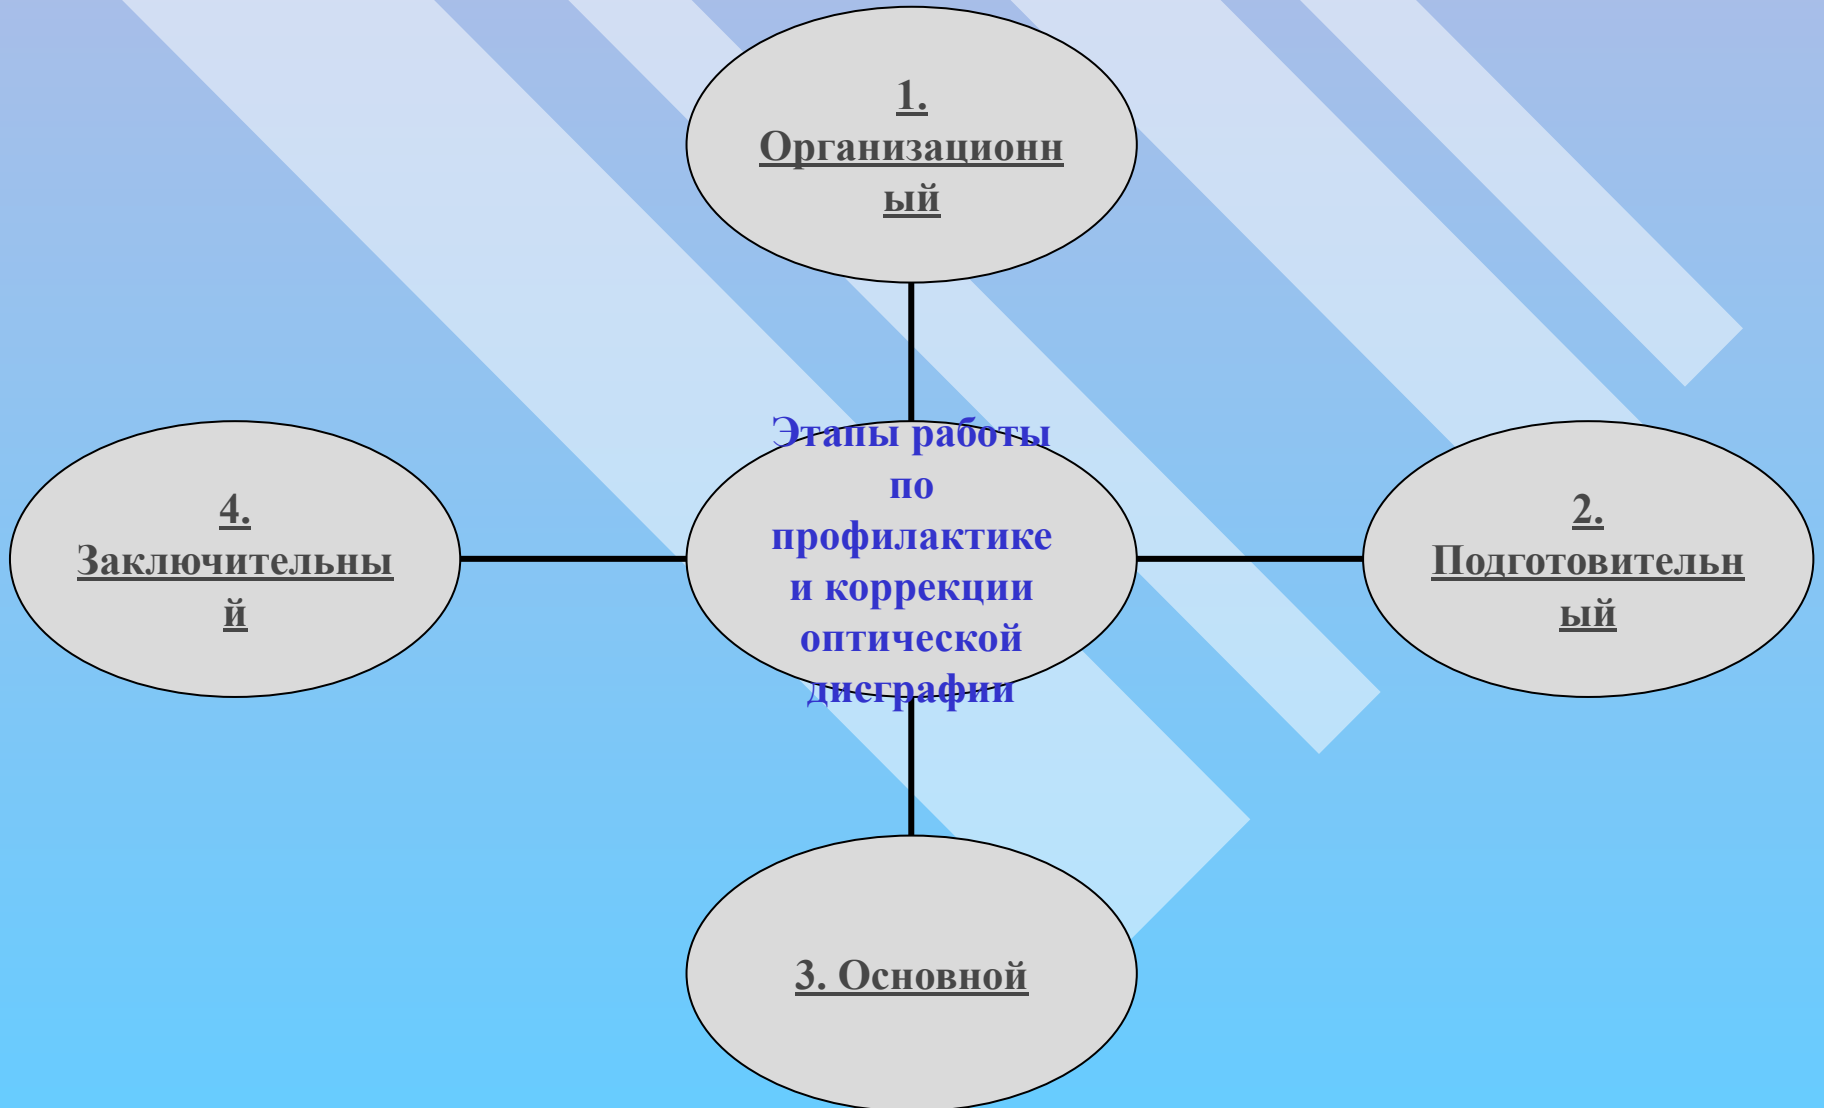 1.
Организационн
ый
Этапы работы
по
профилактике
и коррекции
оптической
дисграфии
4.
Заключительны
й
2.
Подготовительн
ый
3. Основной